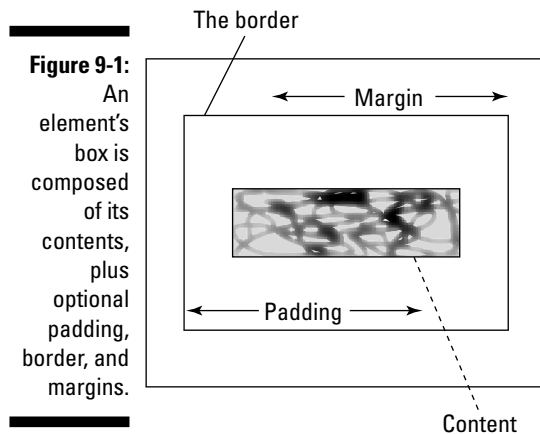 The border
Figure 9-1:
An
element's
box is
composed
of its
contents,
plus
optional
padding,
border, and
margins.
Margin
Padding
Content